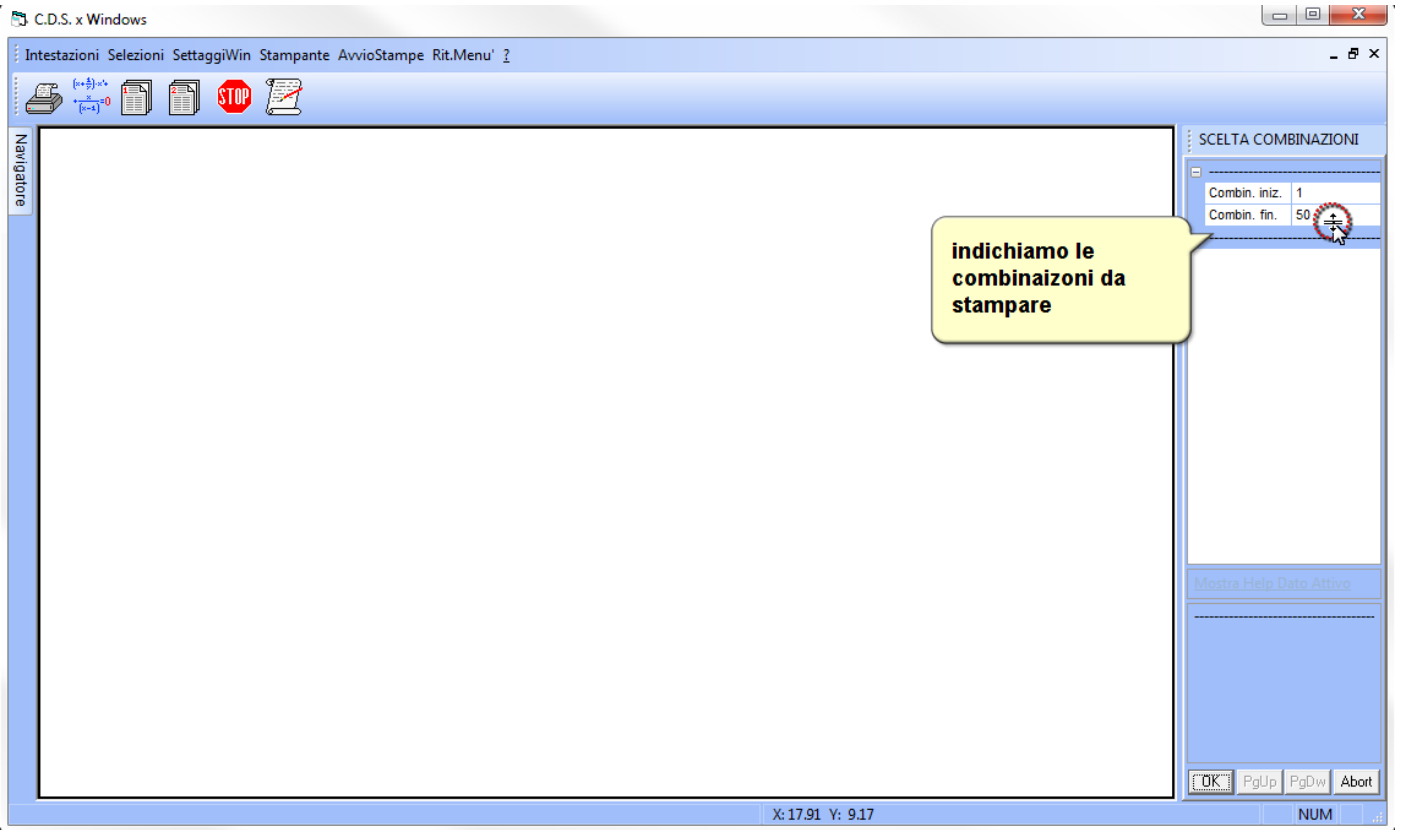 C.D.S. x Windows
Intestazioni Selezioni SettaggiWin Stampante AvvioStampe Rit.Menu' ?
STOP
Navigatore
SCELTA COMBINAZIONI
Combin. iniz. 1
Combin. fin. 50
indichiamo le
combinaizoni da
stampare
Mostra Help Dato Attivo
OK PgUp PgDw Abort
X: 17.91 Y: 9.17
NUM